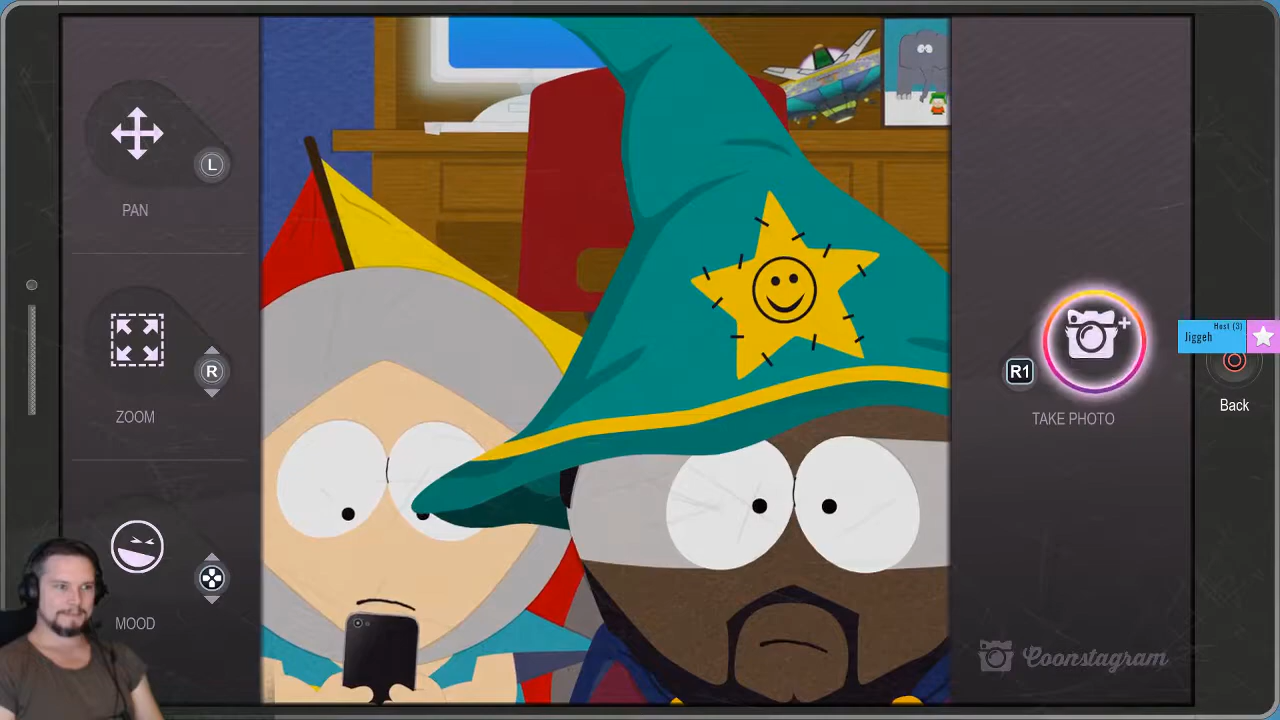 L
PAN
R
ZOOM
MOOD
R1
TAKE PHOTO
Host (3)
Jiggeh
Back
Coonstagram